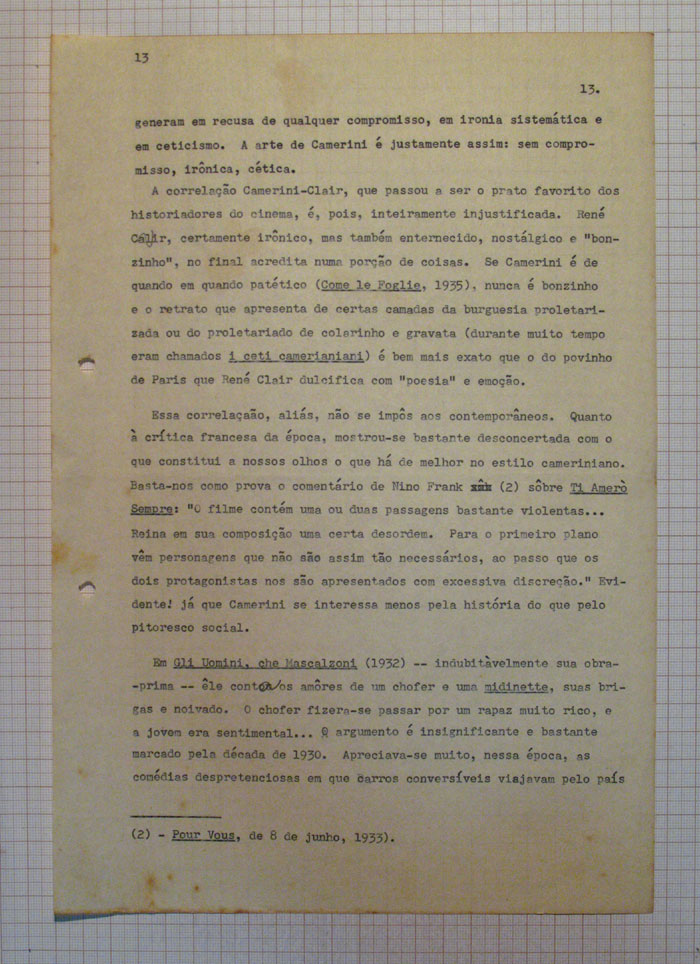 13
13.
generam em recusa de qualquer compromisso, em ironia sistemática e
em ceticismo. A arte de Camerini é justamente assim: sem compro-
misso, irônica, cética.
A correlação Camerini-Clair, que passou a ser o prato favorito dos
historiadores do cinema, é, pois, inteiramente injustificada. René
Clair, certamente irônico, mas também enternecido, nostálgico e "bon-
zinho", no final acredita numa porção de coisas. Se Camerini é de
quando em quando patético (Come le Foglie, 1935), nunca é bonzinho
e o retrato que apresenta de certas camadas da burguesia proletari-
zada ou do proletariado de colarinho e gravata (durante muito tempo
eram chamados i ceti camerianiani) é bem mais exato que o do povinho
de Paris que René Clair dulcifica com "poesia" e emoção.
Essa correlaçaão, aliás, não se impôs aos contemporâneos. Quanto
à crítica francesa da época, mostrou-se bastante desconcertada com o
que constitui a nossos olhos o que há de melhor no estilo cameriniano.
Basta-nos como prova o comentário de Nino Frank (2) sôbre Ti Amerò
Sempre: "O filme contém uma ou duas passagens bastante violentas...
Reina em sua composição uma certa desordem. Para o primeiro plano
vêm personagens que não são assim tão necessários, ao passo que os
dois protagonistas nos são apresentados com excessiva discreção." Evi-
dente! já que Camerini se interessa menos pela história do que pelo
pitoresco social.
Em Gli Uomini, che Mascalzoni (1932) -- indubitàvelmente sua obra-
-prima -- êle conta os amôres de um chofer e uma midinette, suas bri-
gas e noivado. O chofer fizera-se passar por um rapaz muito rico, e
a jovem era sentimental... O argumento é insignificante e bastante
marcado pela década de 1930. Apreciava-se muito, nessa época, as
comédias despretenciosas em que carros conversíveis viajavam pelo país
(2) - Pour Vous, de 8 de junho, 1933).